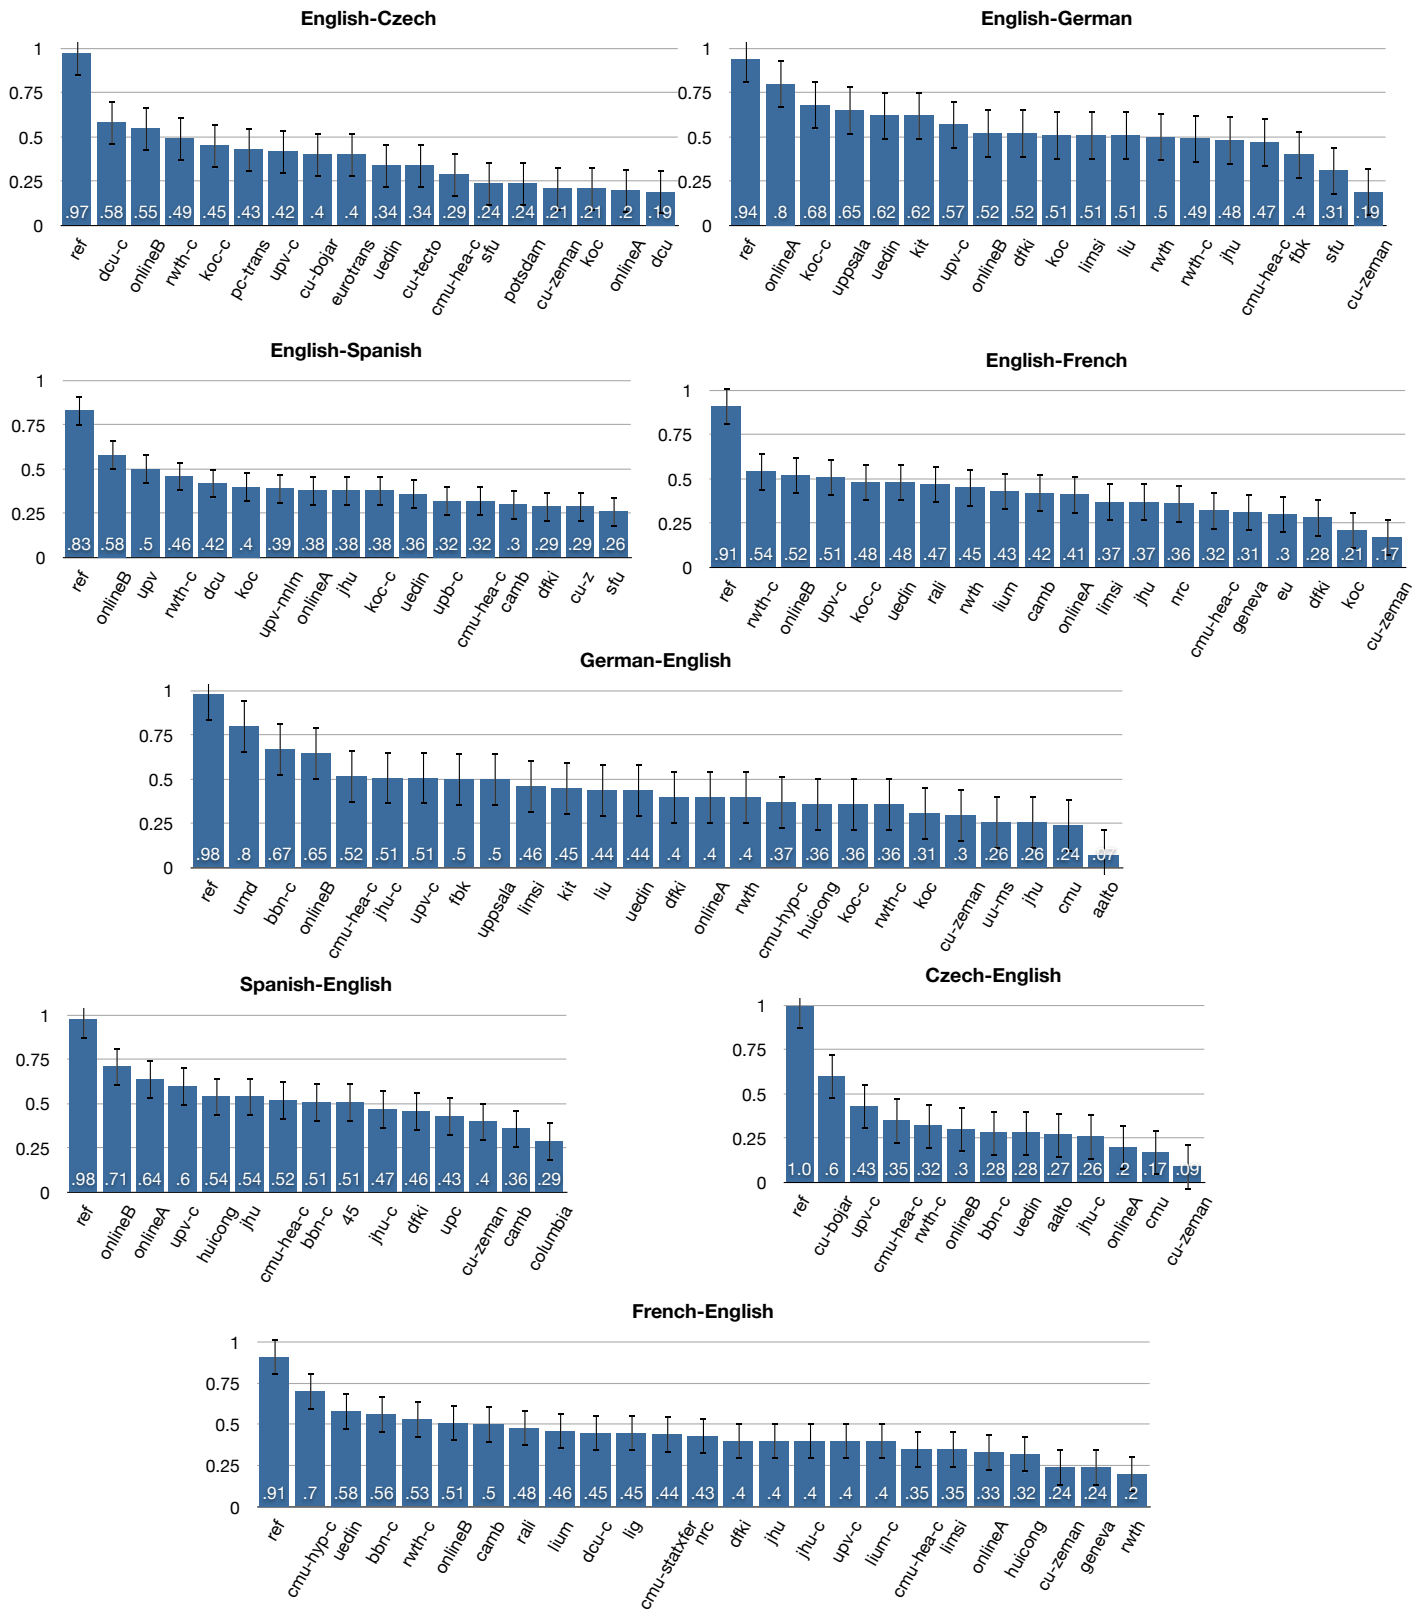 English-Czech
1
0.75
0.5
0.25
0
.97 .58 .55 .49 .45 .43 .42 .4 .4 .34 .34 .29 .24 .24 .21 .21 .2 .19
ref dcu-c onlineB rwth-c koc-c pc-trans upv-c cu-bojar eurotrans uedin cu-tecto cmu-hea-c sfu potsdam cu-zeman koc onlineA dcu
English-German
1
0.75
0.5
0.25
0
.94 .8 .68 .65 .62 .62 .57 .52 .52 .51 .51 .51 .5 .49 .48 .47 .4 .31 .19
ref onlineA koc-c uppsala uedin kit upv-c onlineB dfki koc limsi liu rwth rwth-c jhu cmu-hea-c fbk sfu cu-zeman
English-Spanish
1
0.75
0.5
0.25
0
.83 .58 .5 .46 .42 .4 .39 .38 .38 .38 .36 .32 .32 .3 .29 .29 .26
ref onlineB upv rwth-c dcu koc upv-nnlm onlineA jhu koc-c uedin upb-c cmu-hea-c camb dfki cu-z sfu
English-French
1
0.75
0.5
0.25
0
.91 .54 .52 .51 .48 .48 .47 .45 .43 .42 .41 .37 .37 .36 .32 .31 .3 .28 .21 .17
ref rwth-c onlineB upv-c koc-c uedin rali rwth lium camb onlineA limsi jhu nrc cmu-hea-c geneva eu dfki koc cu-zeman
German-English
1
0.75
0.5
0.25
0
.98 .8 .67 .65 .52 .51 .51 .5 .5 .46 .45 .44 .44 .4 .4 .4 .37 .36 .36 .36 .31 .3 .26 .26 .24 .07
ref umd bbn-c onlineB cmu-hea-c jhu-c upv-c fbk uppsala limsi kit liu uedin dfki onlineA rwth cmu-hyp-c huicong koc-c rwth-c koc cu-zeman uu-ms jhu cmu aalto
Spanish-English
1
0.75
0.5
0.25
0
.98 .71 .64 .6 .54 .54 .52 .51 .51 .47 .46 .43 .4 .36 .29
ref onlineB onlineA upv-c huicong jhu cmu-hea-c bbn-c 45 jhu-c dfki upc cu-zeman camb columbia
Czech-English
1
0.75
0.5
0.25
0
1.0 .6 .43 .35 .32 .3 .28 .28 .27 .26 .2 .17 .09
ref cu-bojar upv-c cmu-hea-c rwth-c onlineB bbn-c uedin aalto jhu-c onlineA cmu cu-zeman
French-English
1
0.75
0.5
0.25
0
.91 .7 .58 .56 .53 .51 .5 .48 .46 .45 .45 .44 .43 .4 .4 .4 .4 .4 .35 .35 .33 .32 .24 .24 .2
ref cmu-hyp-c uedin bbn-c rwth-c onlineB camb rali lium dcu-c lig cmu-statxfer nrc dfki jhu jhu-c upv-c lium-c cmu-hea-c limsi onlineA huicong cu-zeman geneva rwth